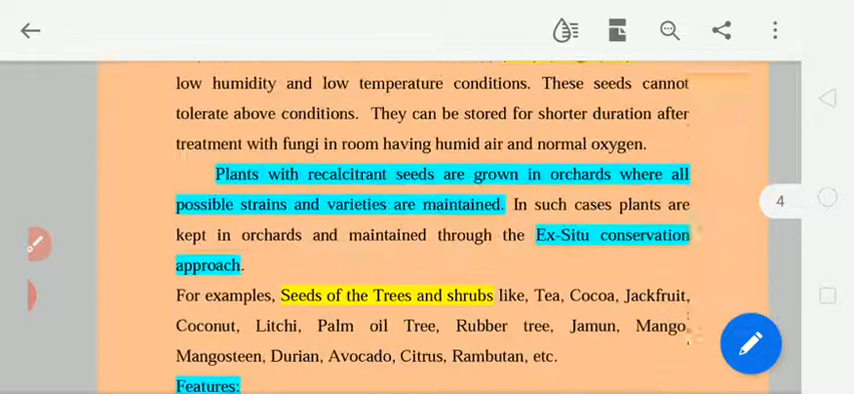 low humidity and low temperature conditions. These seeds cannot
tolerate above conditions. They can be stored for shorter duration after
treatment with fungi in room having humid air and normal oxygen.
Plants with recalcitrant seeds are grown in orchards where all
possible strains and varieties are maintained. In such cases plants are
4
kept in orchards and maintained through the Ex-Situ conservation
approach.
For examples, Seeds of the Trees and shrubs like, Tea, Cocoa, Jackfruit,
Coconut, Litchi, Palm oil Tree, Rubber tree, Jamun, Mango,
Mangosteen, Durian, Avocado, Citrus, Rambutan, etc.
Features: